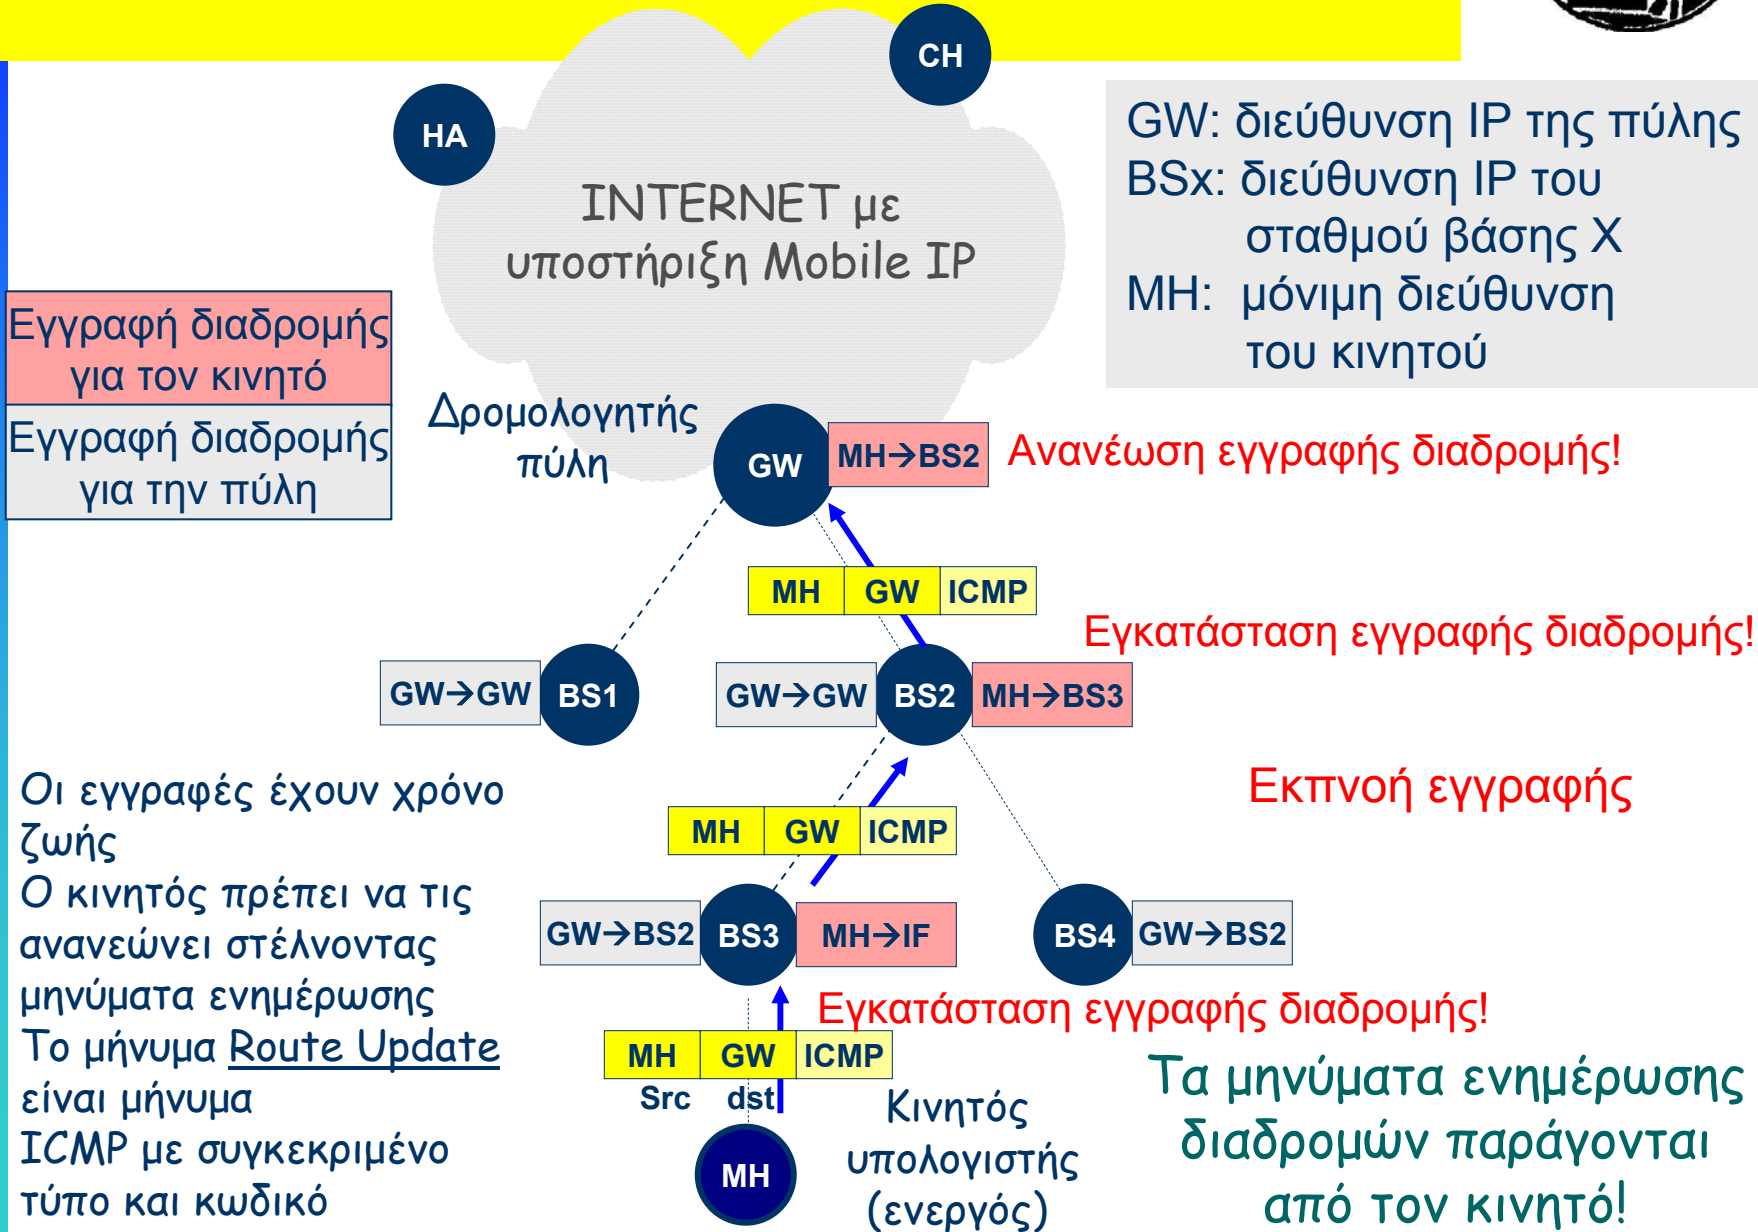 CH
HA
INTERNET με
υποστήριξη Mobile IP
GW: διεύθυνση IP της πύλης
BSx: διεύθυνση IP του
σταθμού βάσης X
MH: μόνιμη διεύθυνση
του κινητού
Εγγραφή διαδρομής
για τον κινητό
Εγγραφή διαδρομής
για την πύλη
Δρομολογητής
πύλη
GW
MH→BS2
Ανανέωση εγγραφής διαδρομής!
MH GW ICMP
Εγκατάσταση εγγραφής διαδρομής!
GW→GW BS1
GW→GW BS2 MH→BS3
Εκπνοή εγγραφής
MH GW ICMP
GW→BS2 BS3 MH→IF
BS4 GW→BS2
Εγκατάσταση εγγραφής διαδρομής!
MH GW ICMP
Src dst
MH
Κινητός
υπολογιστής
(ενεργός)
Οι εγγραφές έχουν χρόνο
ζωής
Ο κινητός πρέπει να τις
ανανεώνει στέλνοντας
μηνύματα ενημέρωσης
Το μήνυμα Route Update
είναι μήνυμα
ICMP με συγκεκριμένο
τύπο και κωδικό
Τα μηνύματα ενημέρωσης
διαδρομών παράγονται
από τον κινητό!